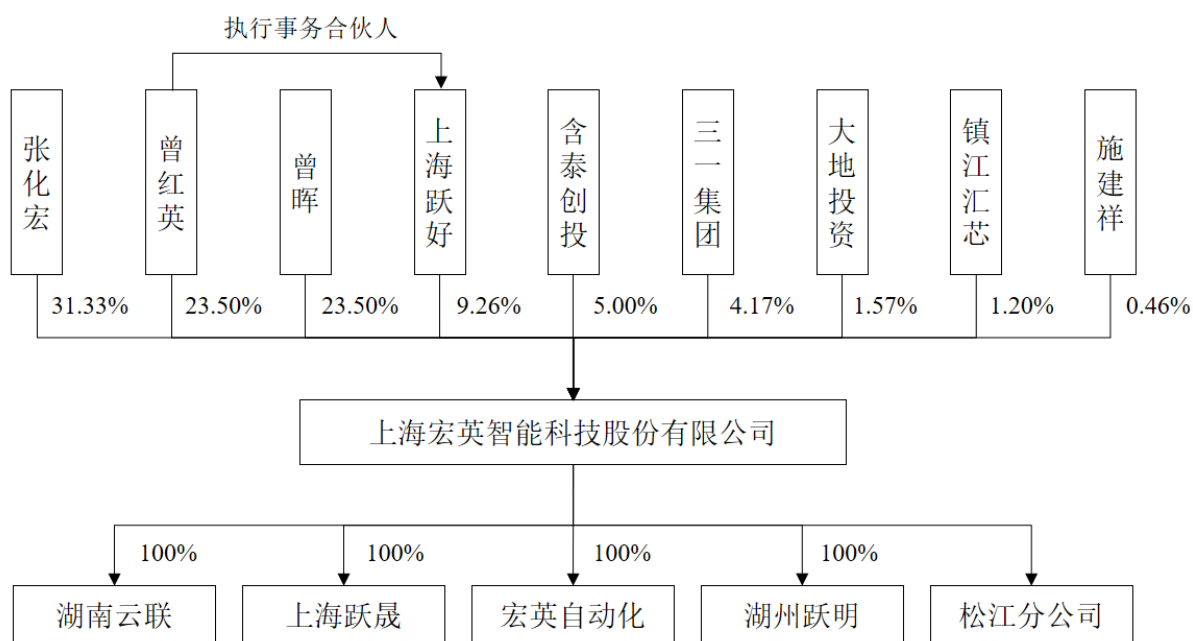 执行事务合伙人
张化宏
曾红英
曾晖
上海跃好
含泰创投
三一集团
大地投资
镇江汇芯
施建祥
31.33%
23.50%
23.50%
9.26%
5.00%
4.17%
1.57%
1.20%
0.46%
上海宏英智能科技股份有限公司
100%
100%
100%
100%
湖南云联
上海跃晟
宏英自动化
湖州跃明
松江分公司